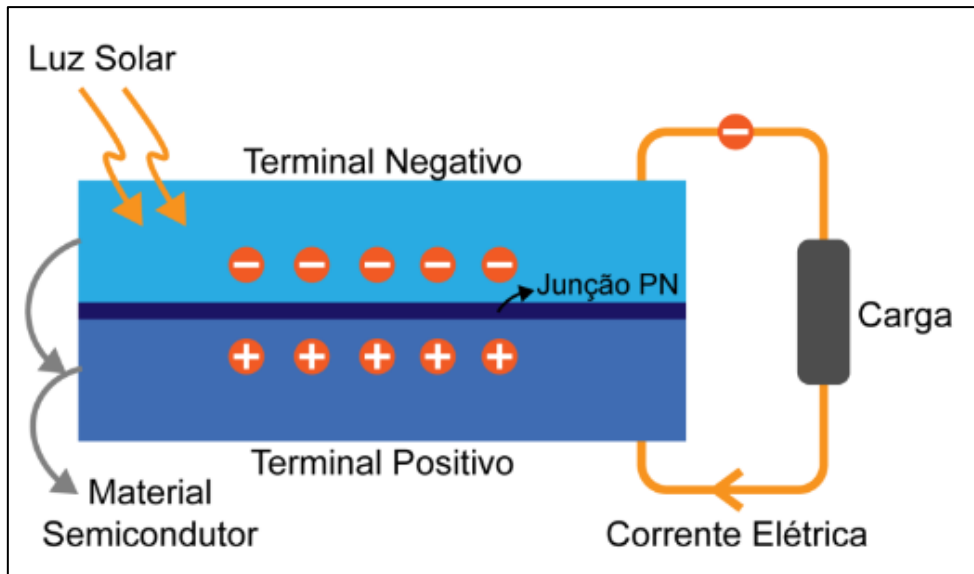 Luz Solar
Terminal Negativo
Junção PN
Carga
Terminal Positivo
Material
Semicondutor
Corrente Elétrica